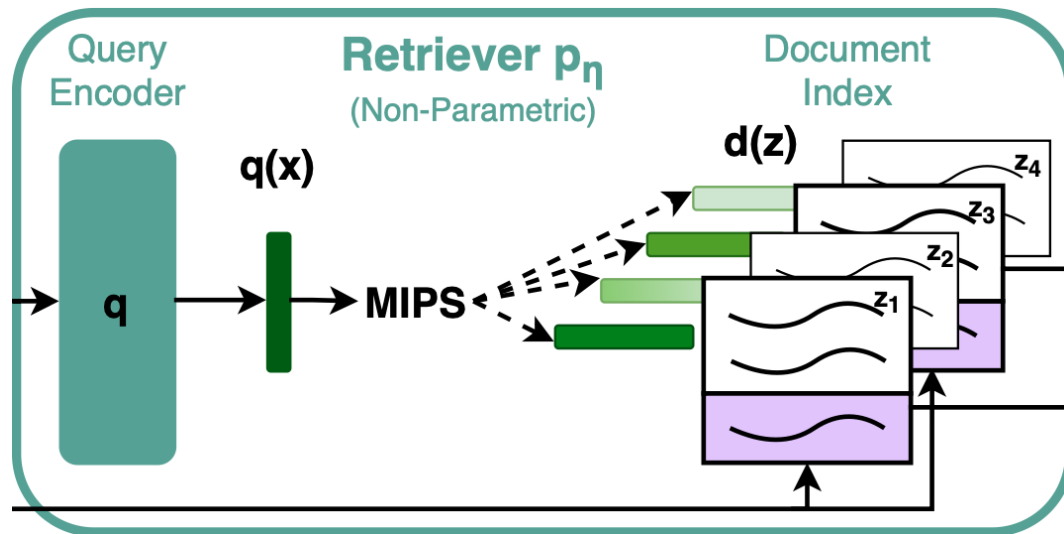 Query
Encoder
Retriever pη
(Non-Parametric)
Document
Index
q(x)
d(z)
z4
z3
z2
z1
q
MIPS